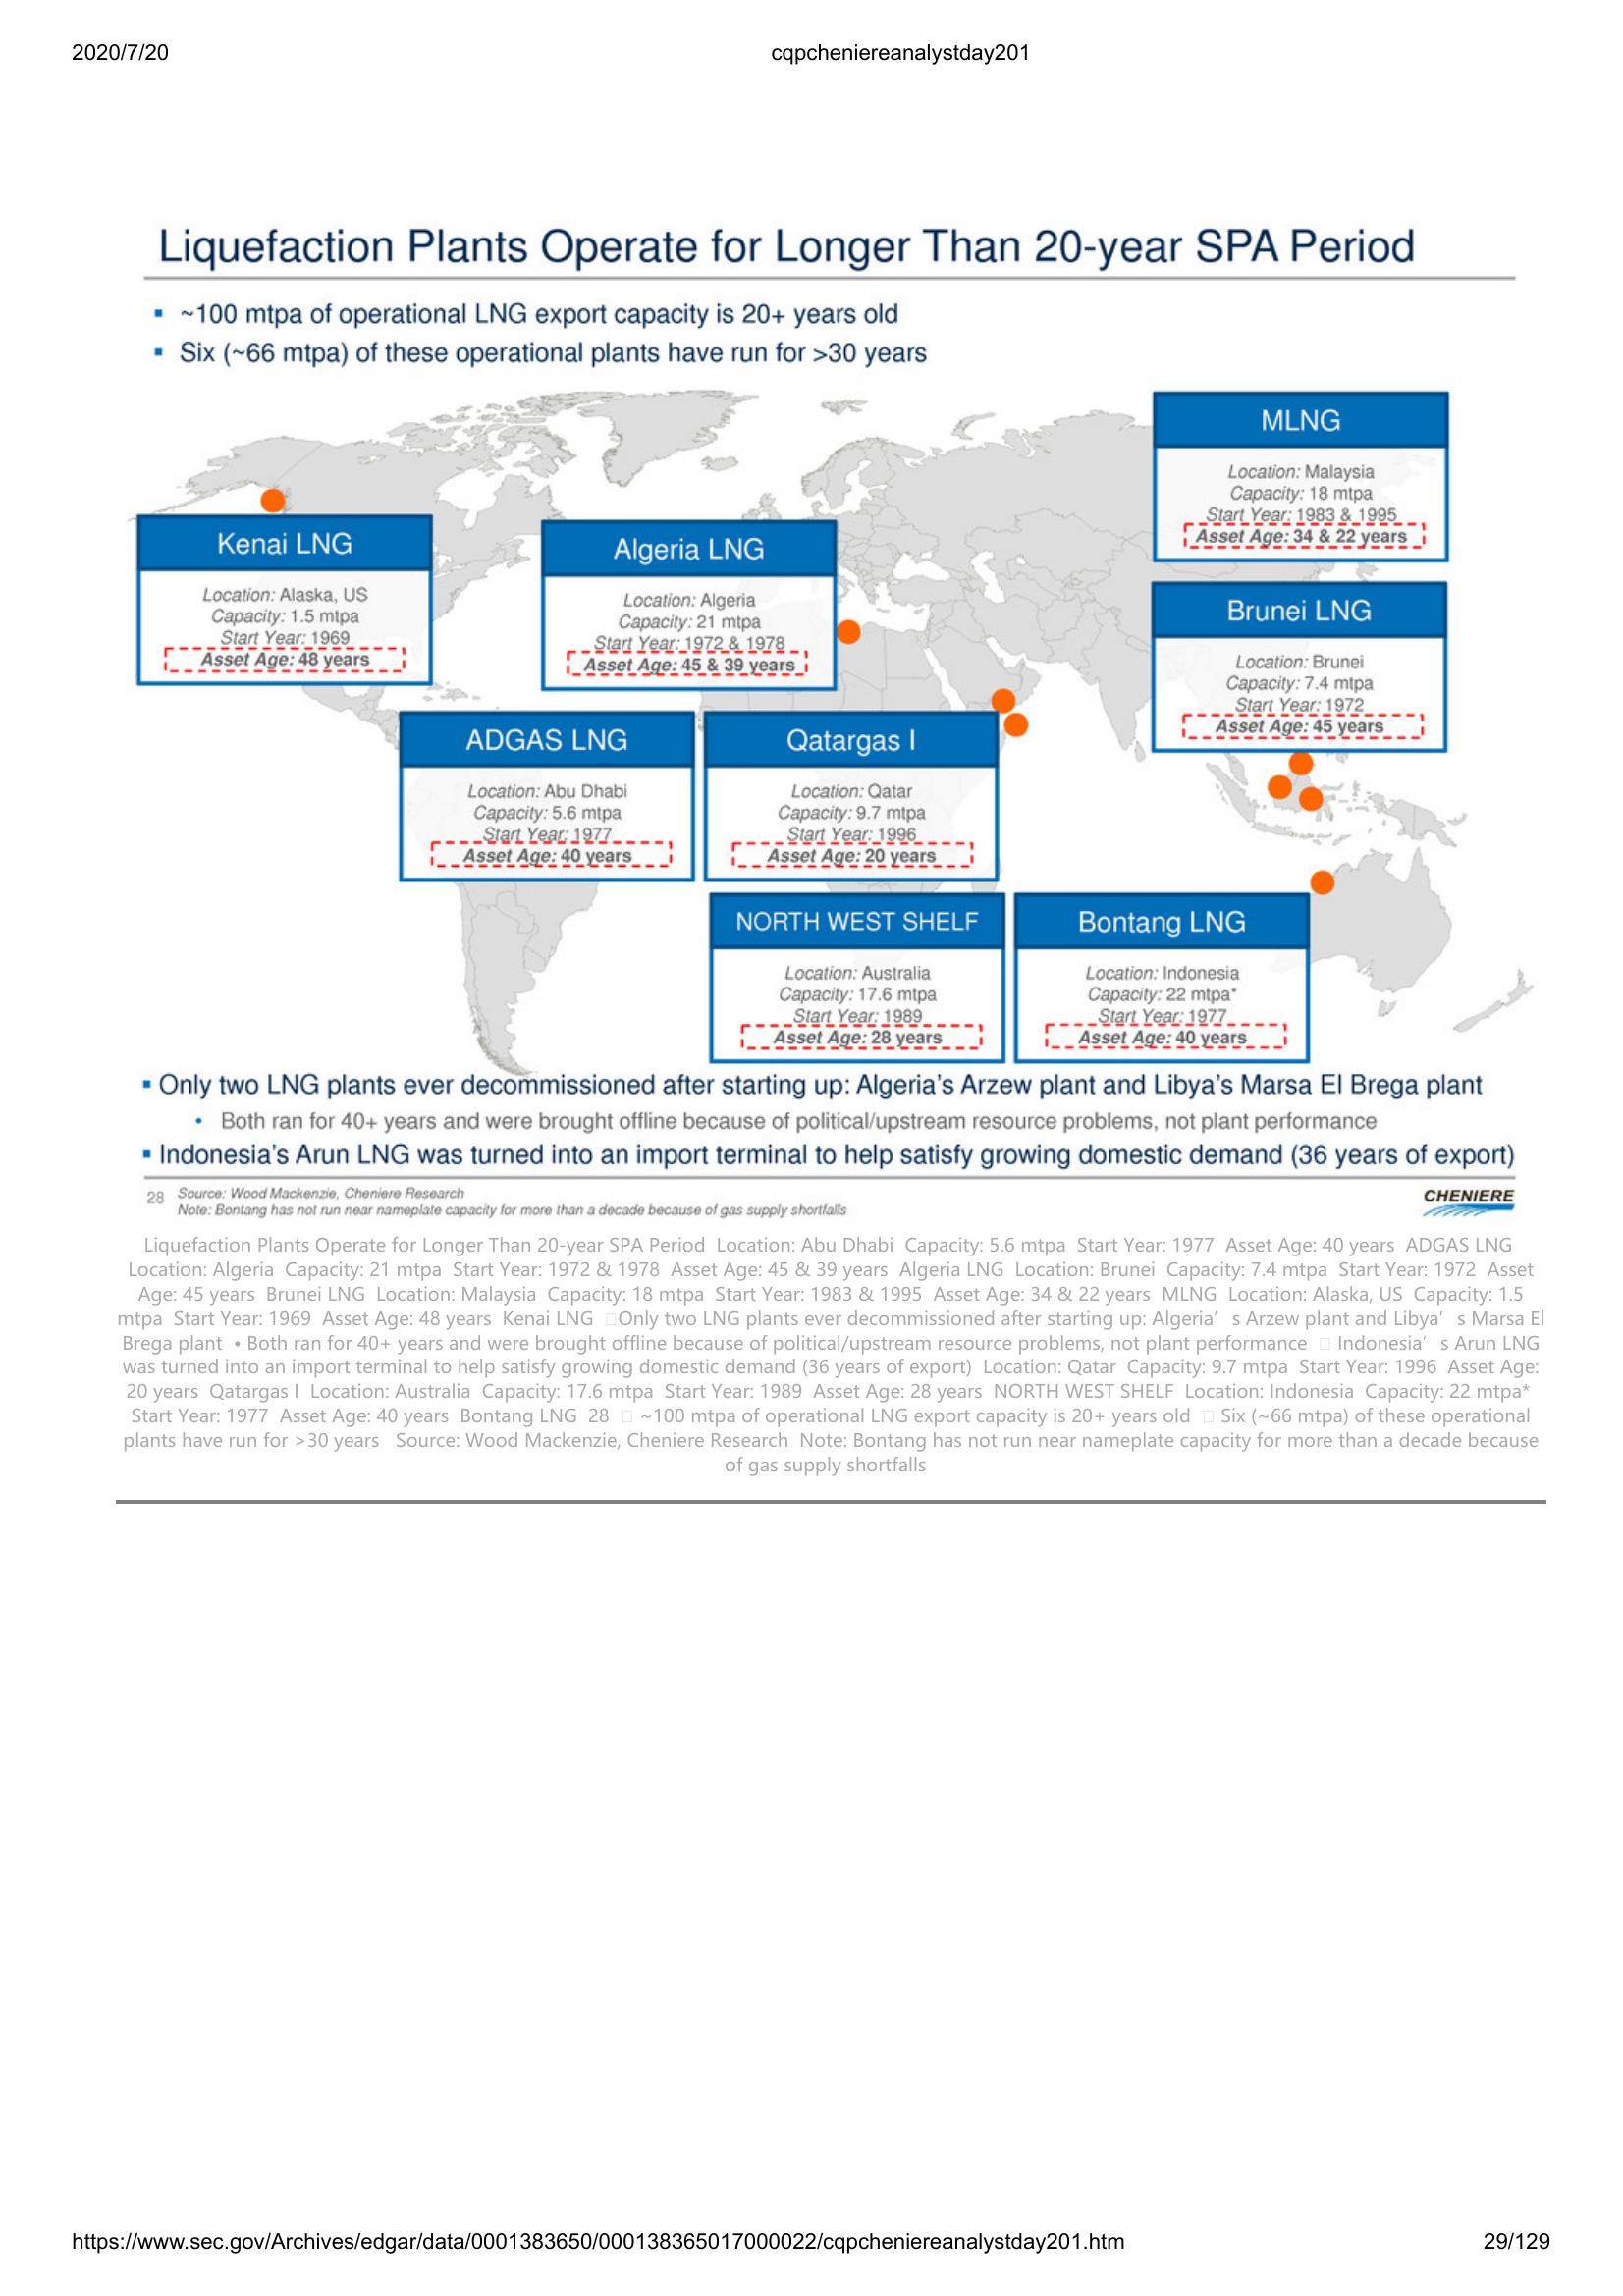 2020/7/20
cqpcheniereanalystday201
Liquefaction Plants Operate for Longer Than 20-year SPA Period
▪ ~100 mtpa of operational LNG export capacity is 20+ years old
▪ Six (~66 mtpa) of these operational plants have run for >30 years
MLNG
Location: Malaysia
Capacity: 18 mtpa
Start Year: 1983 & 1995
Asset Age: 34 & 22 years
Kenai LNG
Location: Alaska, US
Capacity: 1.5 mtpa
Start Year: 1969
Asset Age: 48 years
Algeria LNG
Location: Algeria
Capacity: 21 mtpa
Start Year: 1972 & 1978
Asset Age: 45 & 39 years
Brunei LNG
Location: Brunei
Capacity: 7.4 mtpa
Start Year: 1972
Asset Age: 45 years
ADGAS LNG
Location: Abu Dhabi
Capacity: 5.6 mtpa
Start Year: 1977
Asset Age: 40 years
Qatargas I
Location: Qatar
Capacity: 9.7 mtpa
Start Year: 1996
Asset Age: 20 years
NORTH WEST SHELF
Location: Australia
Capacity: 17.6 mtpa
Start Year: 1989
Asset Age: 28 years
Bontang LNG
Location: Indonesia
Capacity: 22 mtpa*
Start Year: 1977
Asset Age: 40 years
▪ Only two LNG plants ever decommissioned after starting up: Algeria's Arzew plant and Libya's Marsa El Brega plant
• Both ran for 40+ years and were brought offline because of political/upstream resource problems, not plant performance
▪ Indonesia's Arun LNG was turned into an import terminal to help satisfy growing domestic demand (36 years of export)
28
Source: Wood Mackenzie, Cheniere Research
Note: Bontang has not run near nameplate capacity for more than a decade because of gas supply shortfalls
CHENIERE
Liquefaction Plants Operate for Longer Than 20-year SPA Period Location: Abu Dhabi Capacity: 5.6 mtpa Start Year: 1977 Asset Age: 40 years ADGAS LNG
Location: Algeria Capacity: 21 mtpa Start Year: 1972 & 1978 Asset Age: 45 & 39 years Algeria LNG Location: Brunei Capacity: 7.4 mtpa Start Year: 1972 Asset
Age: 45 years Brunei LNG Location: Malaysia Capacity: 18 mtpa Start Year: 1983 & 1995 Asset Age: 34 & 22 years MLNG Location: Alaska, US Capacity: 1.5
mtpa Start Year: 1969 Asset Age: 48 years Kenai LNG □Only two LNG plants ever decommissioned after starting up: Algeria' s Arzew plant and Libya' s Marsa El
Brega plant • Both ran for 40+ years and were brought offline because of political/upstream resource problems, not plant performance □ Indonesia' s Arun LNG
was turned into an import terminal to help satisfy growing domestic demand (36 years of export) Location: Qatar Capacity: 9.7 mtpa Start Year: 1996 Asset Age:
20 years Qatargas I Location: Australia Capacity: 17.6 mtpa Start Year: 1989 Asset Age: 28 years NORTH WEST SHELF Location: Indonesia Capacity: 22 mtpa*
Start Year: 1977 Asset Age: 40 years Bontang LNG 28 □ ~100 mtpa of operational LNG export capacity is 20+ years old □ Six (~66 mtpa) of these operational
plants have run for >30 years Source: Wood Mackenzie, Cheniere Research Note: Bontang has not run near nameplate capacity for more than a decade because
of gas supply shortfalls
https://www.sec.gov/Archives/edgar/data/0001383650/000138365017000022/cqpcheniereanalystday201.htm
29/129